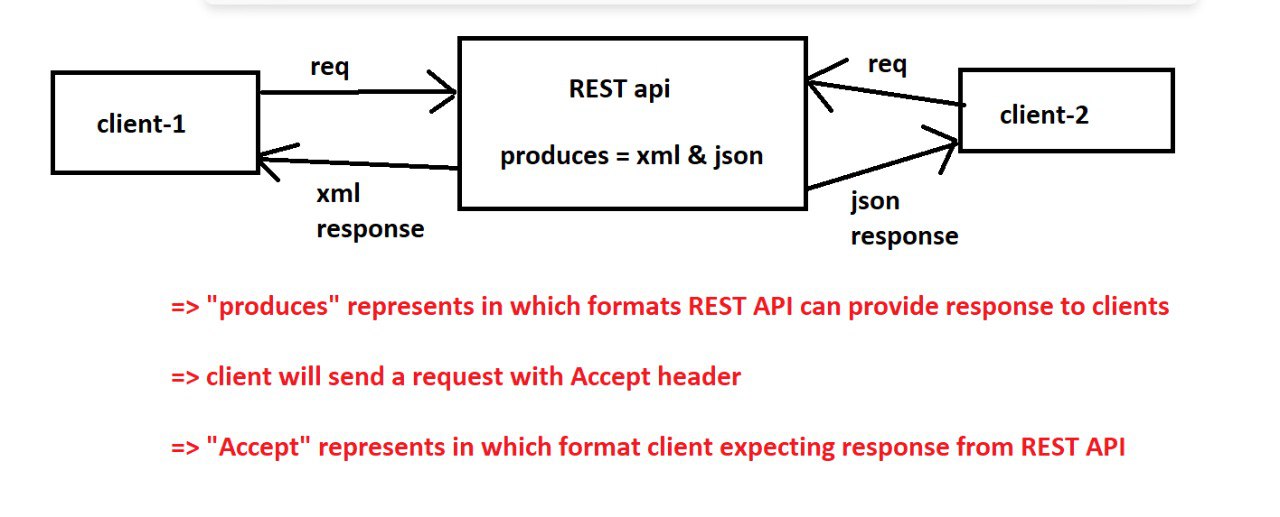 req
REST api
req
client-1
client-2
produces = xml & json
xml
response
json
response
=> "produces" represents in which formats REST API can provide response to clients
=> client will send a request with Accept header
=> "Accept" represents in which format client expecting response from REST API